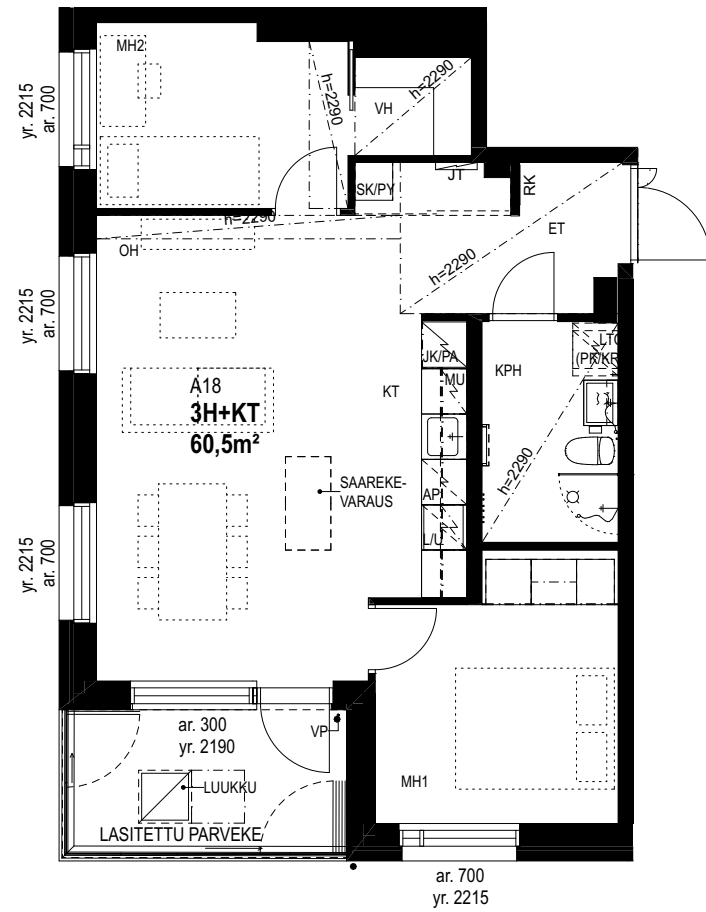 MH2
yr. 2215
ar. 700
h=2290
VH
h=2290
SK/PY
JT
RK
h=2290
OH
ET
h=2290
yr. 2215
ar. 700
JK/PA
LTO
(PK/KR)
KT
MU
KPH
A18
3H+KT
60,5m²
h=2290
SAAREKE-
VARAUS
AP
L/U
yr. 2215
ar. 700
ar. 300
yr. 2190
VP
LUUKKU
MH1
LASITETTU PARVEKE
ar. 700
yr. 2215